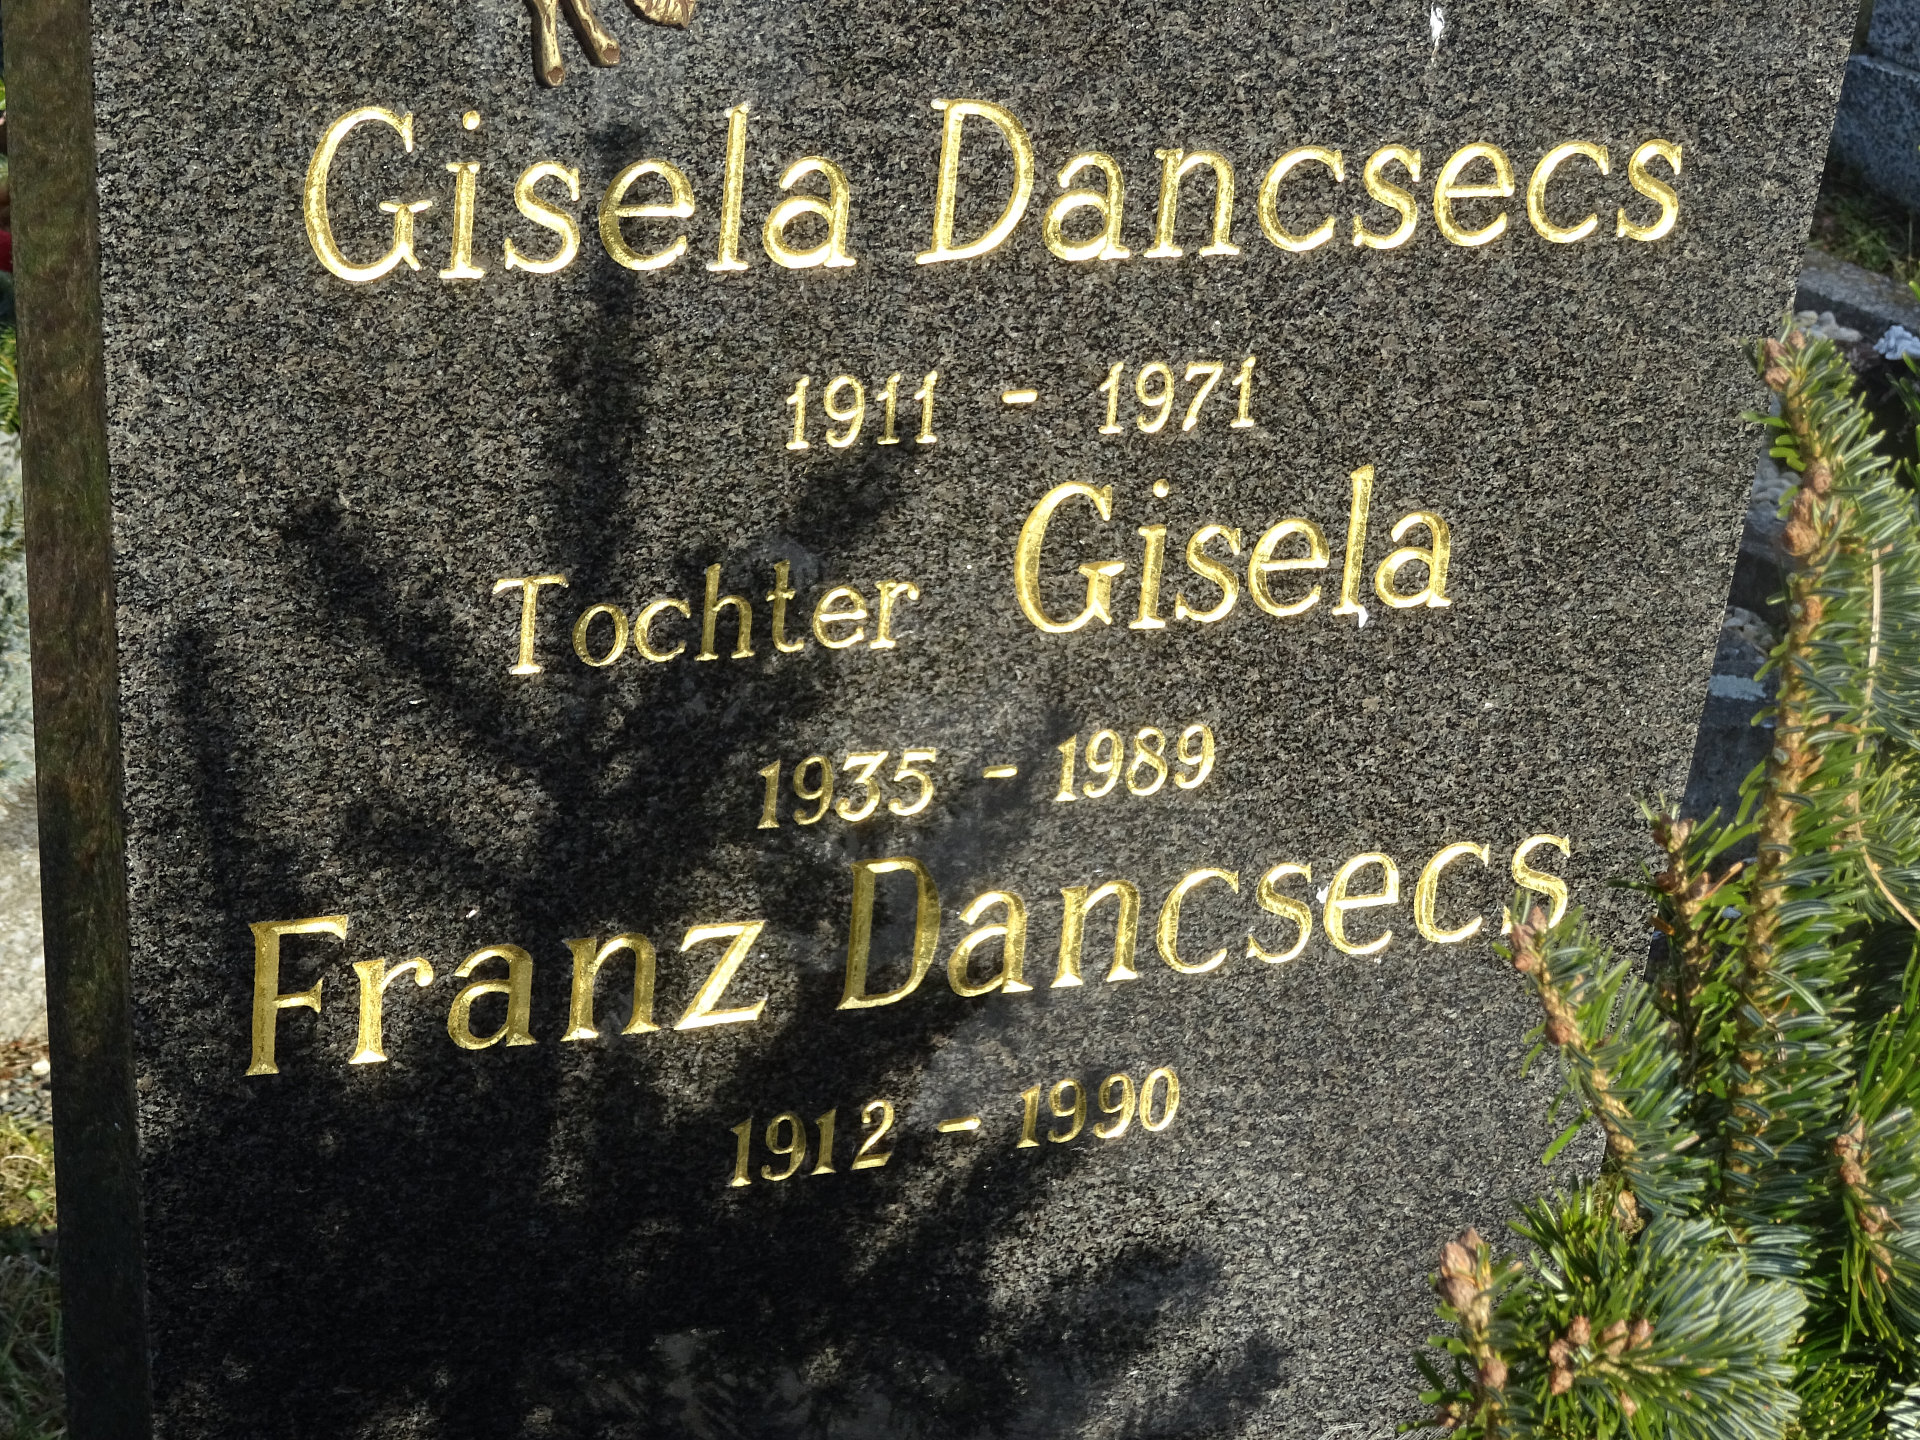 Gisela Dancsecs
1911 - 1971
Tochter Gisela
1935 - 1989
Franz Dancsecs
1912 - 1990